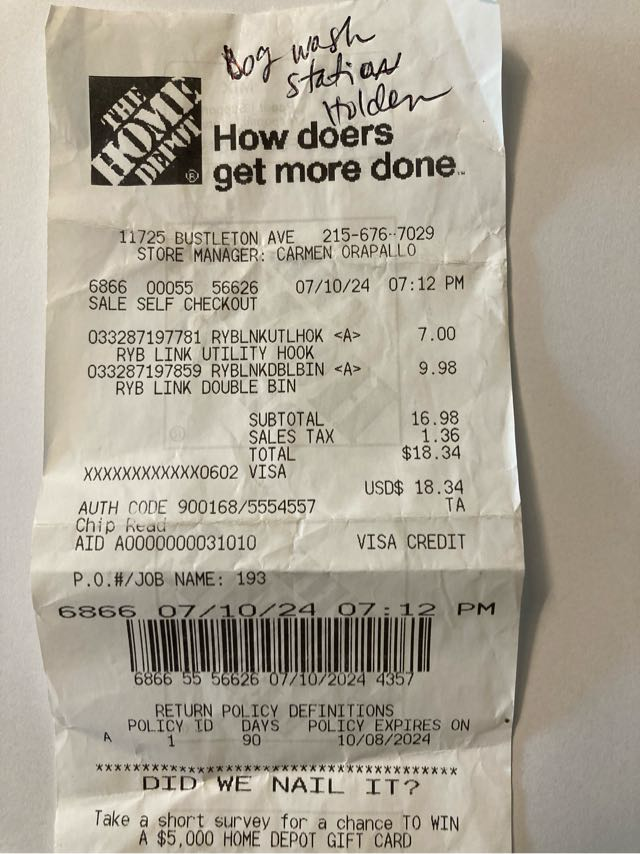 Dog wash
station
Holder
THE
HOME
DEPOT
®
How doers
get more done™
11725 BUSTLETON AVE 215-676-7029
STORE MANAGER: CARMEN ORAPALLO
6866 00055 56626 07/10/24 07:12 PM
SALE SELF CHECKOUT
033287197781 RYBLNKUTLHOK <A> 7.00
RYB LINK UTILITY HOOK
033287197859 RYBLNKDBLBIN <A> 9.98
RYB LINK DOUBLE BIN
SUBTOTAL 16.98
SALES TAX 1.36
TOTAL $18.34
XXXXXXXXXXXX0602 VISA
USD$ 18.34
AUTH CODE 900168/5554557 TA
Chip Read
AID A0000000031010 VISA CREDIT
P.O.#/JOB NAME: 193
6866 07/10/24 07:12 PM
6866 55 56626 07/10/2024 4357
RETURN POLICY DEFINITIONS
POLICY ID DAYS POLICY EXPIRES ON
A 1 90 10/08/2024
******************************************
DID WE NAIL IT?
Take a short survey for a chance TO WIN
A $5,000 HOME DEPOT GIFT CARD